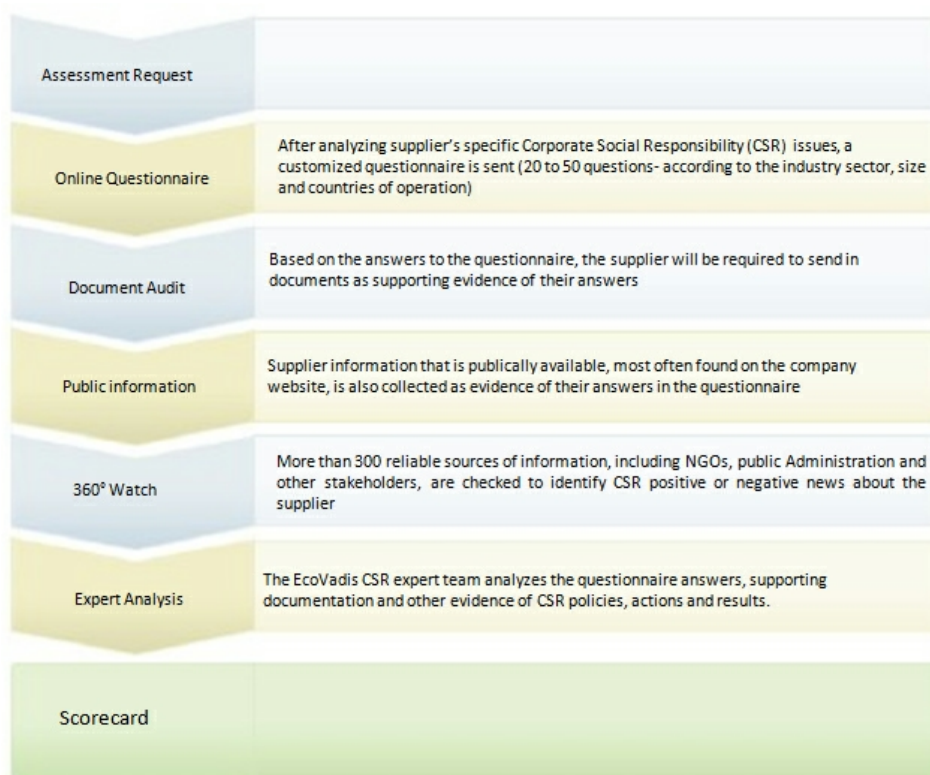 Assessment Request
Online Questionnaire
After analyzing supplier's specific Corporate Social Responsibility (CSR) issues, a
customized questionnaire is sent (20 to 50 questions- according to the industry sector, size
and countries of operation)
Document Audit
Based on the answers to the questionnaire, the supplier will be required to send in
documents as supporting evidence of their answers
Public information
Supplier information that is publically available, most often found on the company
website, is also collected as evidence of their answers in the questionnaire
360° Watch
More than 300 reliable sources of information, including NGOs, public Administration and
other stakeholders, are checked to identify CSR positive or negative news about the
supplier
Expert Analysis
The EcoVadis CSR expert team analyzes the questionnaire answers, supporting
documentation and other evidence of CSR policies, actions and results.
Scorecard